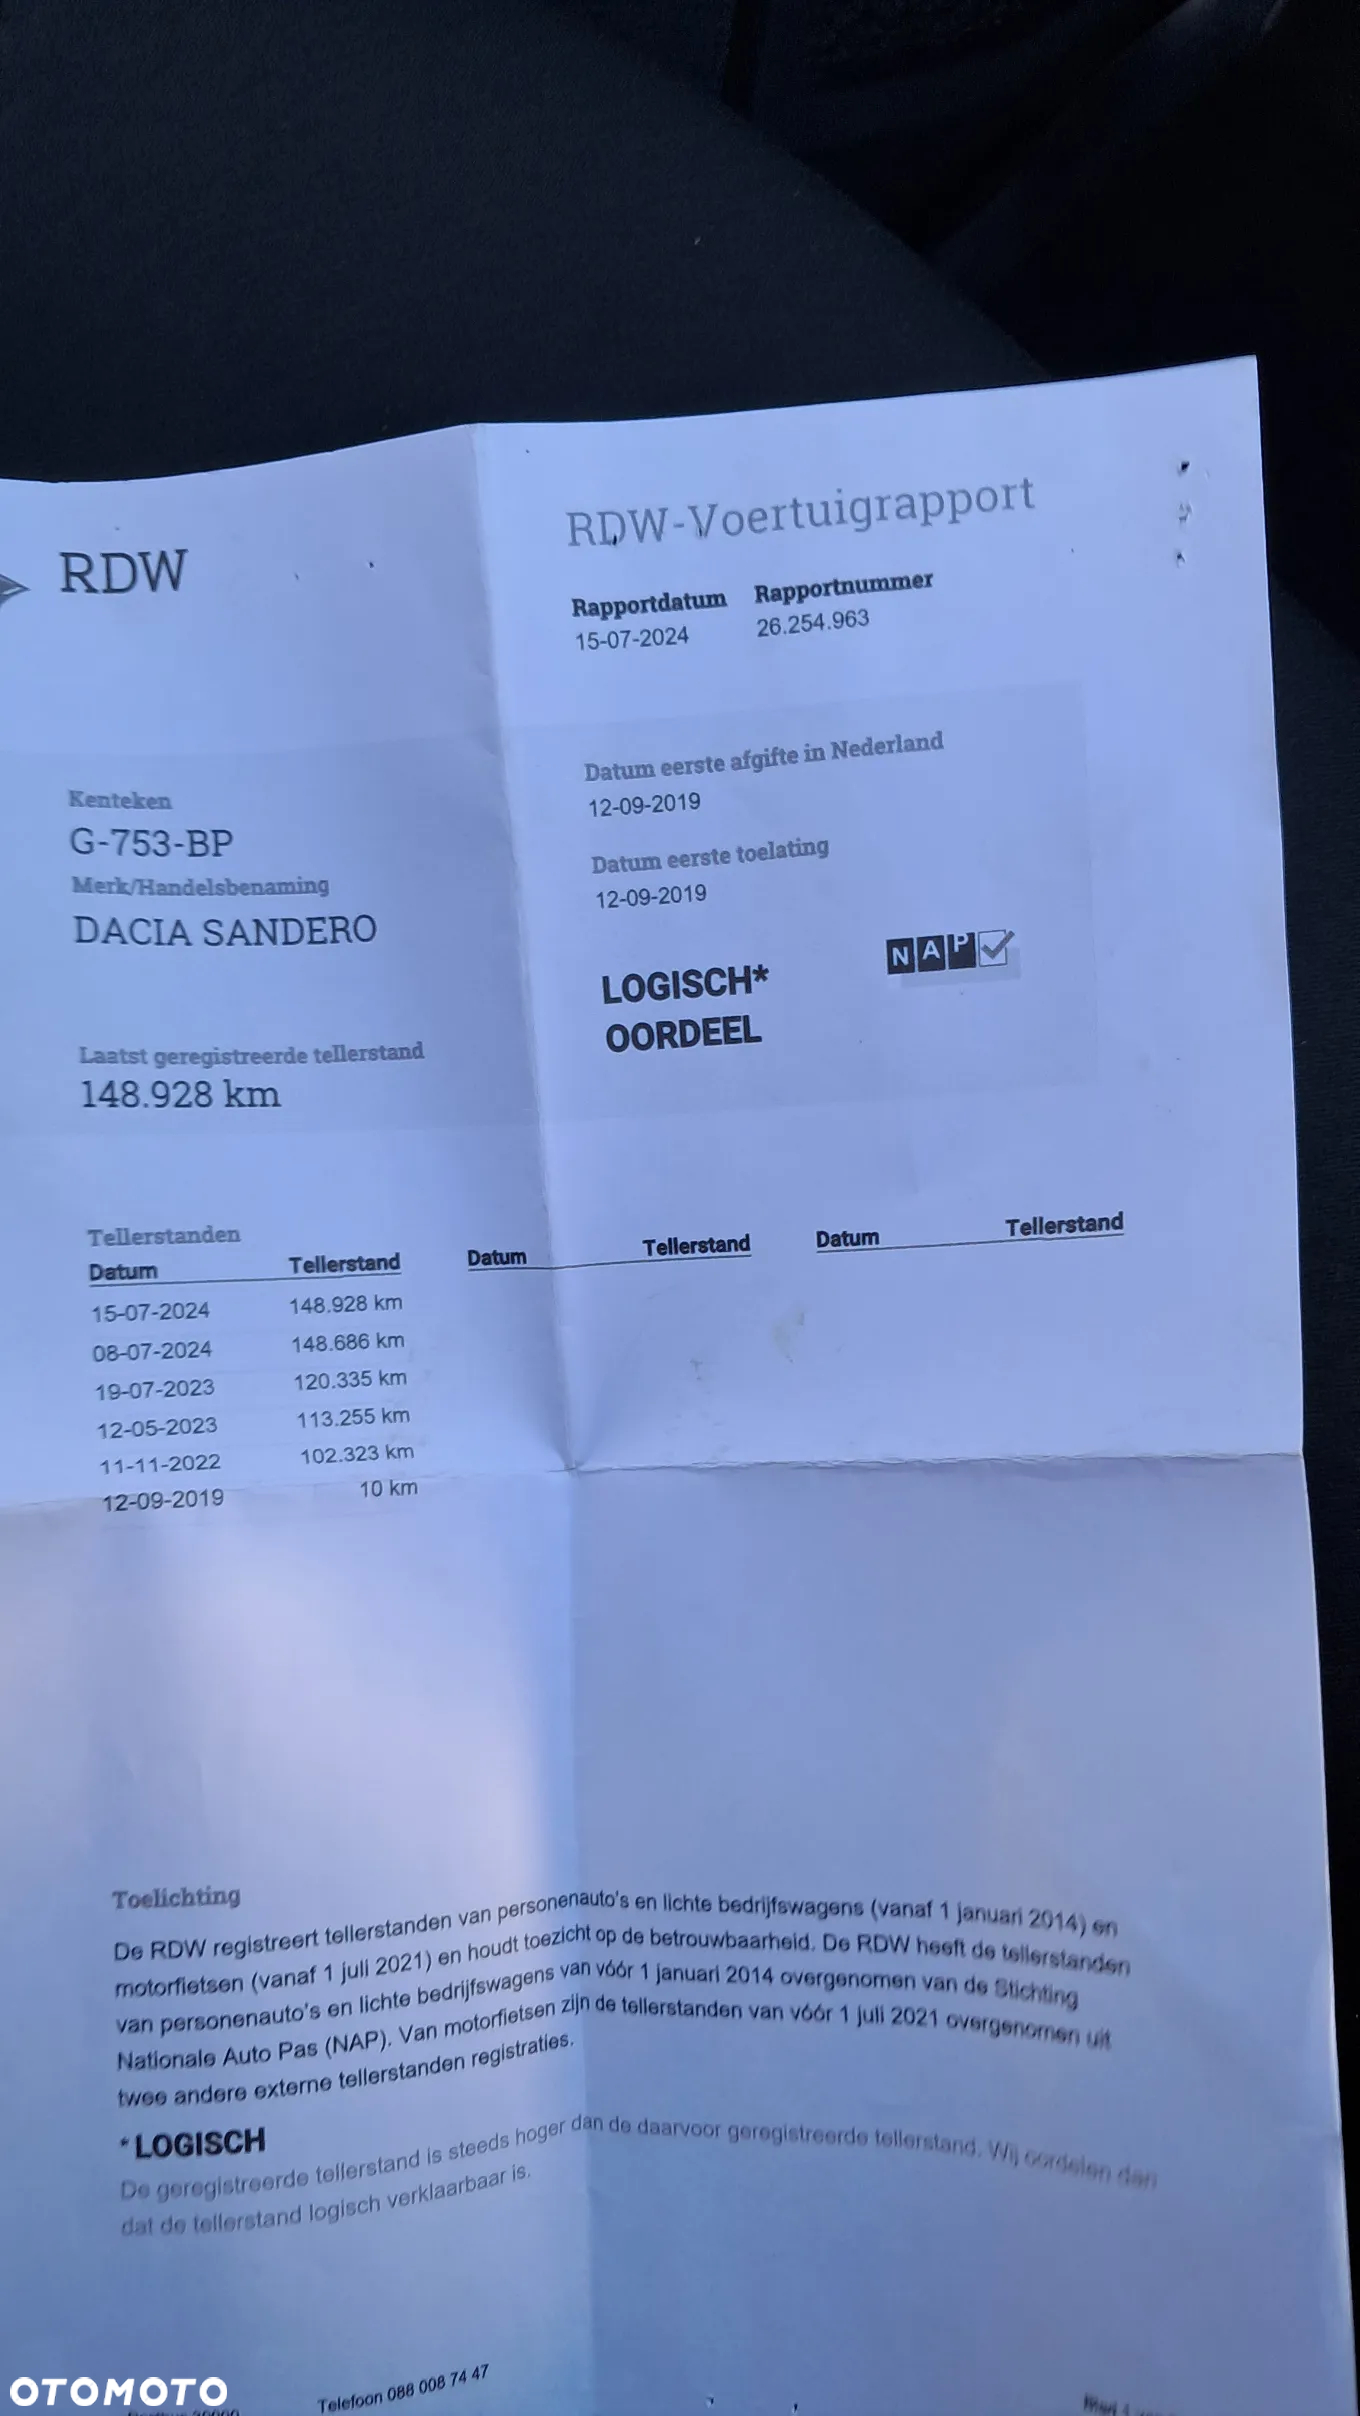 RDW
RDW-Voertuigrapport
Rapportdatum Rapportnummer
15-07-2024 26.254.963
Kenteken
G-753-BP
Merk/Handelsbenaming
DACIA SANDERO
Laatst geregistreerde tellerstand
148.928 km
Datum eerste afgifte in Nederland
12-09-2019
Datum eerste toelating
12-09-2019
LOGISCH*
OORDEEL
NAP
Tellerstanden
Datum Tellerstand Datum Tellerstand Datum Tellerstand
15-07-2024 148.928 km
08-07-2024 148.686 km
19-07-2023 120.335 km
12-05-2023 113.255 km
11-11-2022 102.323 km
12-09-2019 10 km
Toelichting
De RDW registreert tellerstanden van personenauto's en lichte bedrijfswagens (vanaf 1 januari 2014) en
motorfietsen (vanaf 1 juli 2021) en houdt toezicht op de betrouwbaarheid. De RDW heeft de tellerstanden
van personenauto's en lichte bedrijfswagens van vóór 1 januari 2014 overgenomen van de Stichting
Nationale Auto Pas (NAP). Van motorfietsen zijn de tellerstanden van vóór 1 juli 2021 overgenomen uit
twee andere externe tellerstanden registraties.
*LOGISCH
De geregistreerde tellerstand is steeds hoger dan de daarvoor geregistreerde tellerstand. Wij oordelen dan
dat de tellerstand logisch verklaarbaar is.
Telefoon 088 008 74 47
OTOMOTO